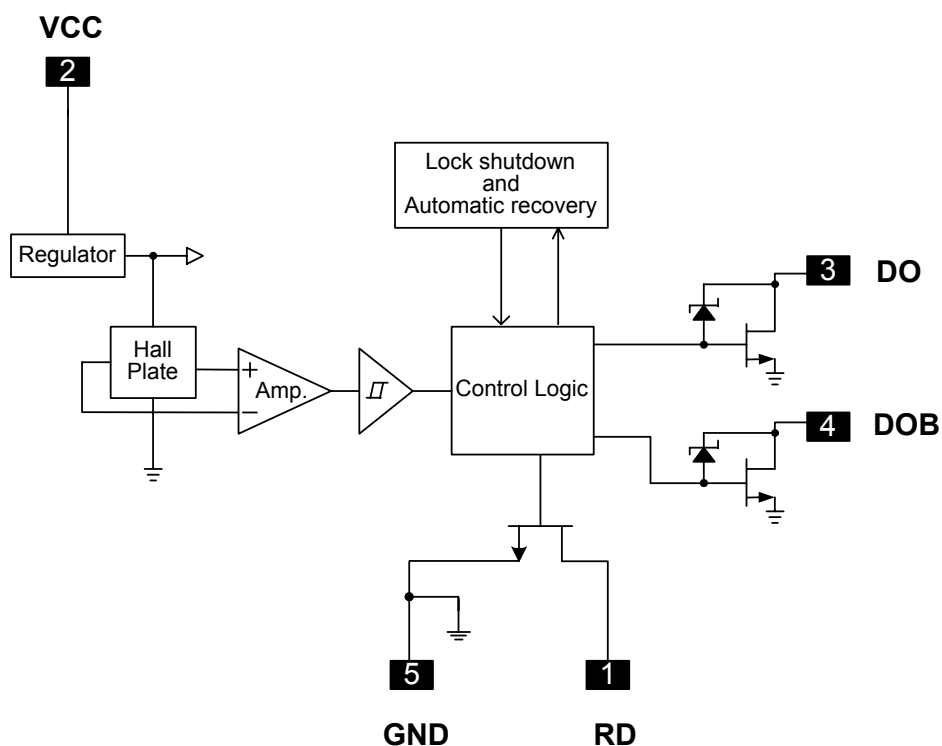 VCC
2
Lock shutdown
and
Automatic recovery
Regulator
3 DO
Hall
Plate
+
Amp.
−
Control Logic
4 DOB
5
1
GND
RD